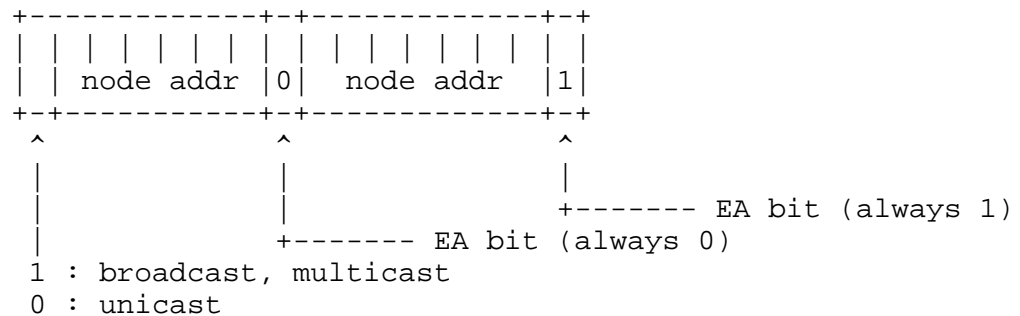 +-------------+-+-------------+-+
| | | | | | | | | | | | | | | | |
| | node addr |0|  node addr  |1|
+-+-----------+-+-------------+-+
 ^             ^               ^
 |             |               |
 |             |               +------- EA bit (always 1)
 |             +------- EA bit (always 0)
 1 : broadcast, multicast
 0 : unicast